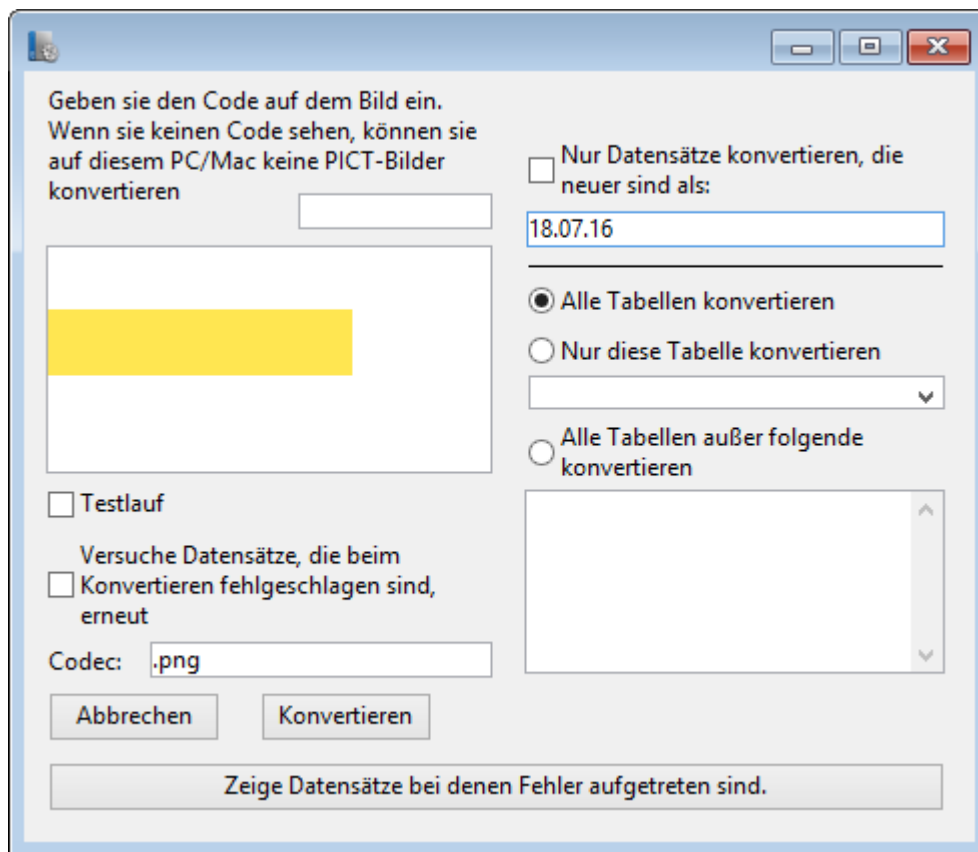 Geben sie den Code auf dem Bild ein.
Wenn sie keinen Code sehen, können sie
auf diesem PC/Mac keine PICT-Bilder
konvertieren
Testlauf
Versuche Datensätze, die beim
Konvertieren fehlgeschlagen sind,
erneut
Codec:
.png
Abbrechen
Konvertieren
Nur Datensätze konvertieren, die
neuer sind als:
18.07.16
Alle Tabellen konvertieren
Nur diese Tabelle konvertieren
Alle Tabellen außer folgende
konvertieren
Zeige Datensätze bei denen Fehler aufgetreten sind.